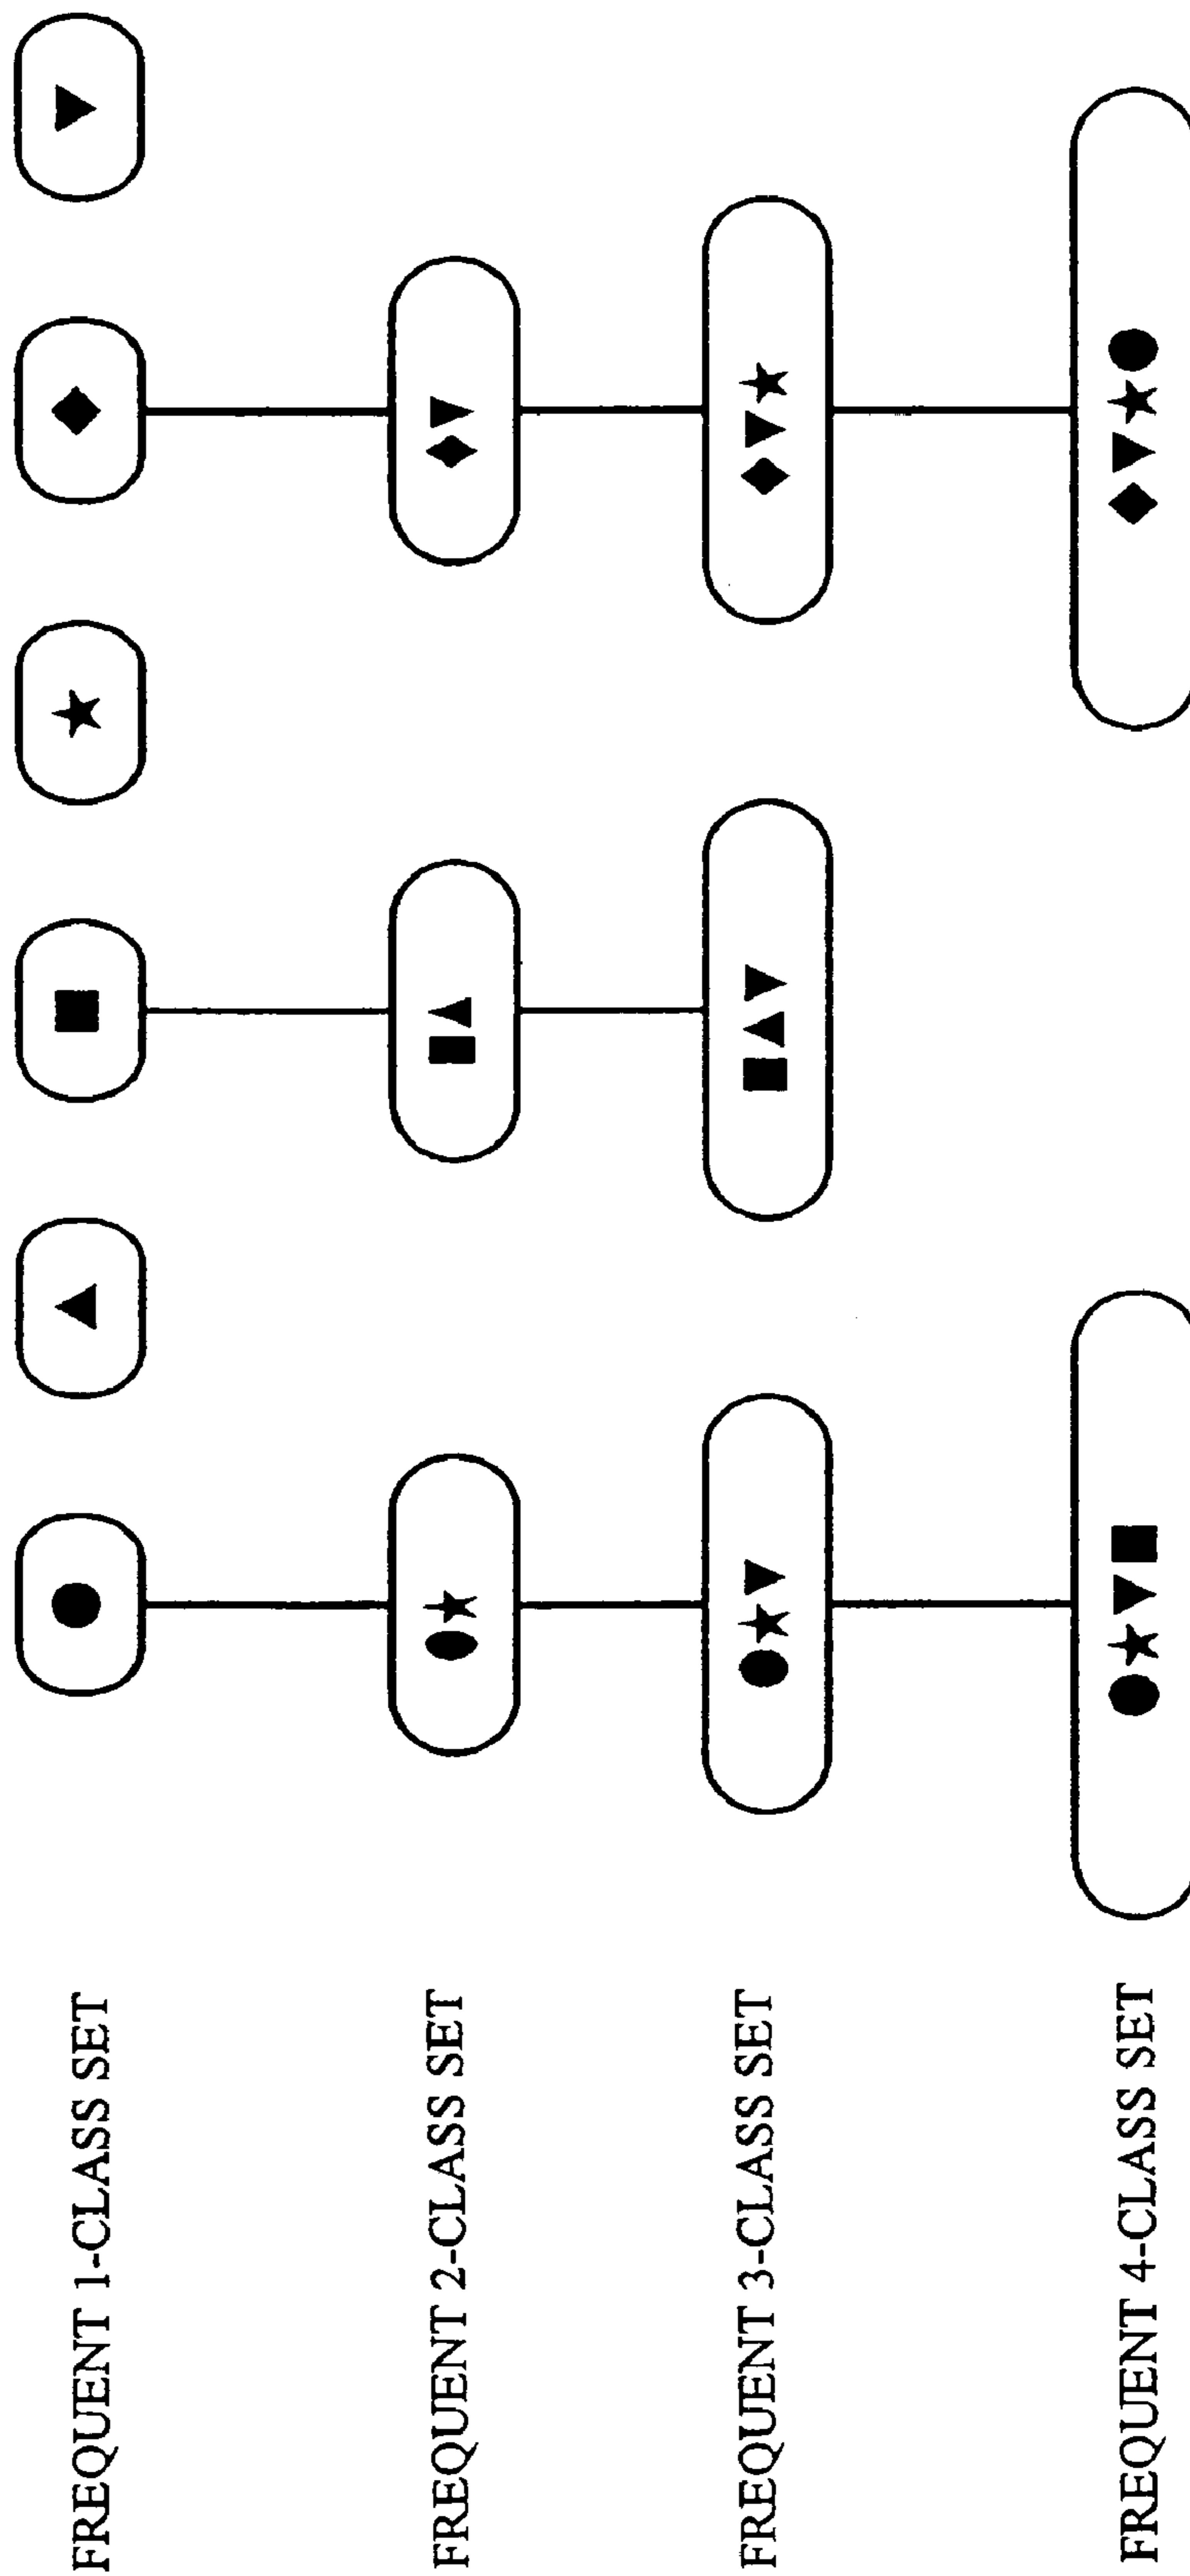 FREQUENT 1-CLASS SET
FREQUENT 2-CLASS SET
FREQUENT 3-CLASS SET
FREQUENT 4-CLASS SET